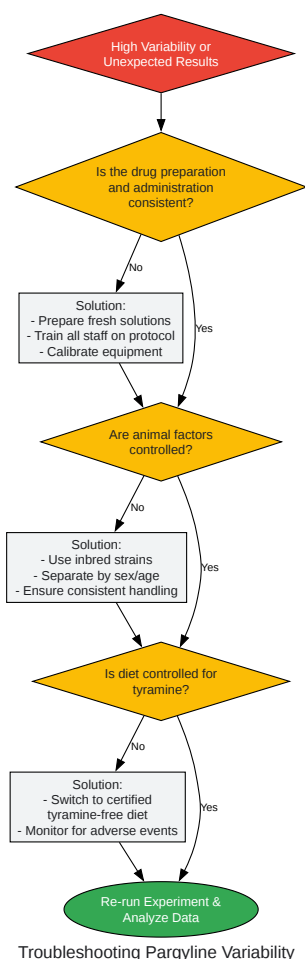 High Variability or
Unexpected Results
Is the drug preparation
and administration
consistent?
No
Yes
Solution:
- Prepare fresh solutions
- Train all staff on protocol
- Calibrate equipment
Are animal factors
controlled?
No
Yes
Solution:
- Use inbred strains
- Separate by sex/age
- Ensure consistent handling
Is diet controlled for
tyramine?
No
Yes
Solution:
- Switch to certified
tyramine-free diet
- Monitor for adverse events
Re-run Experiment &
Analyze Data
Troubleshooting Pargyline Variability